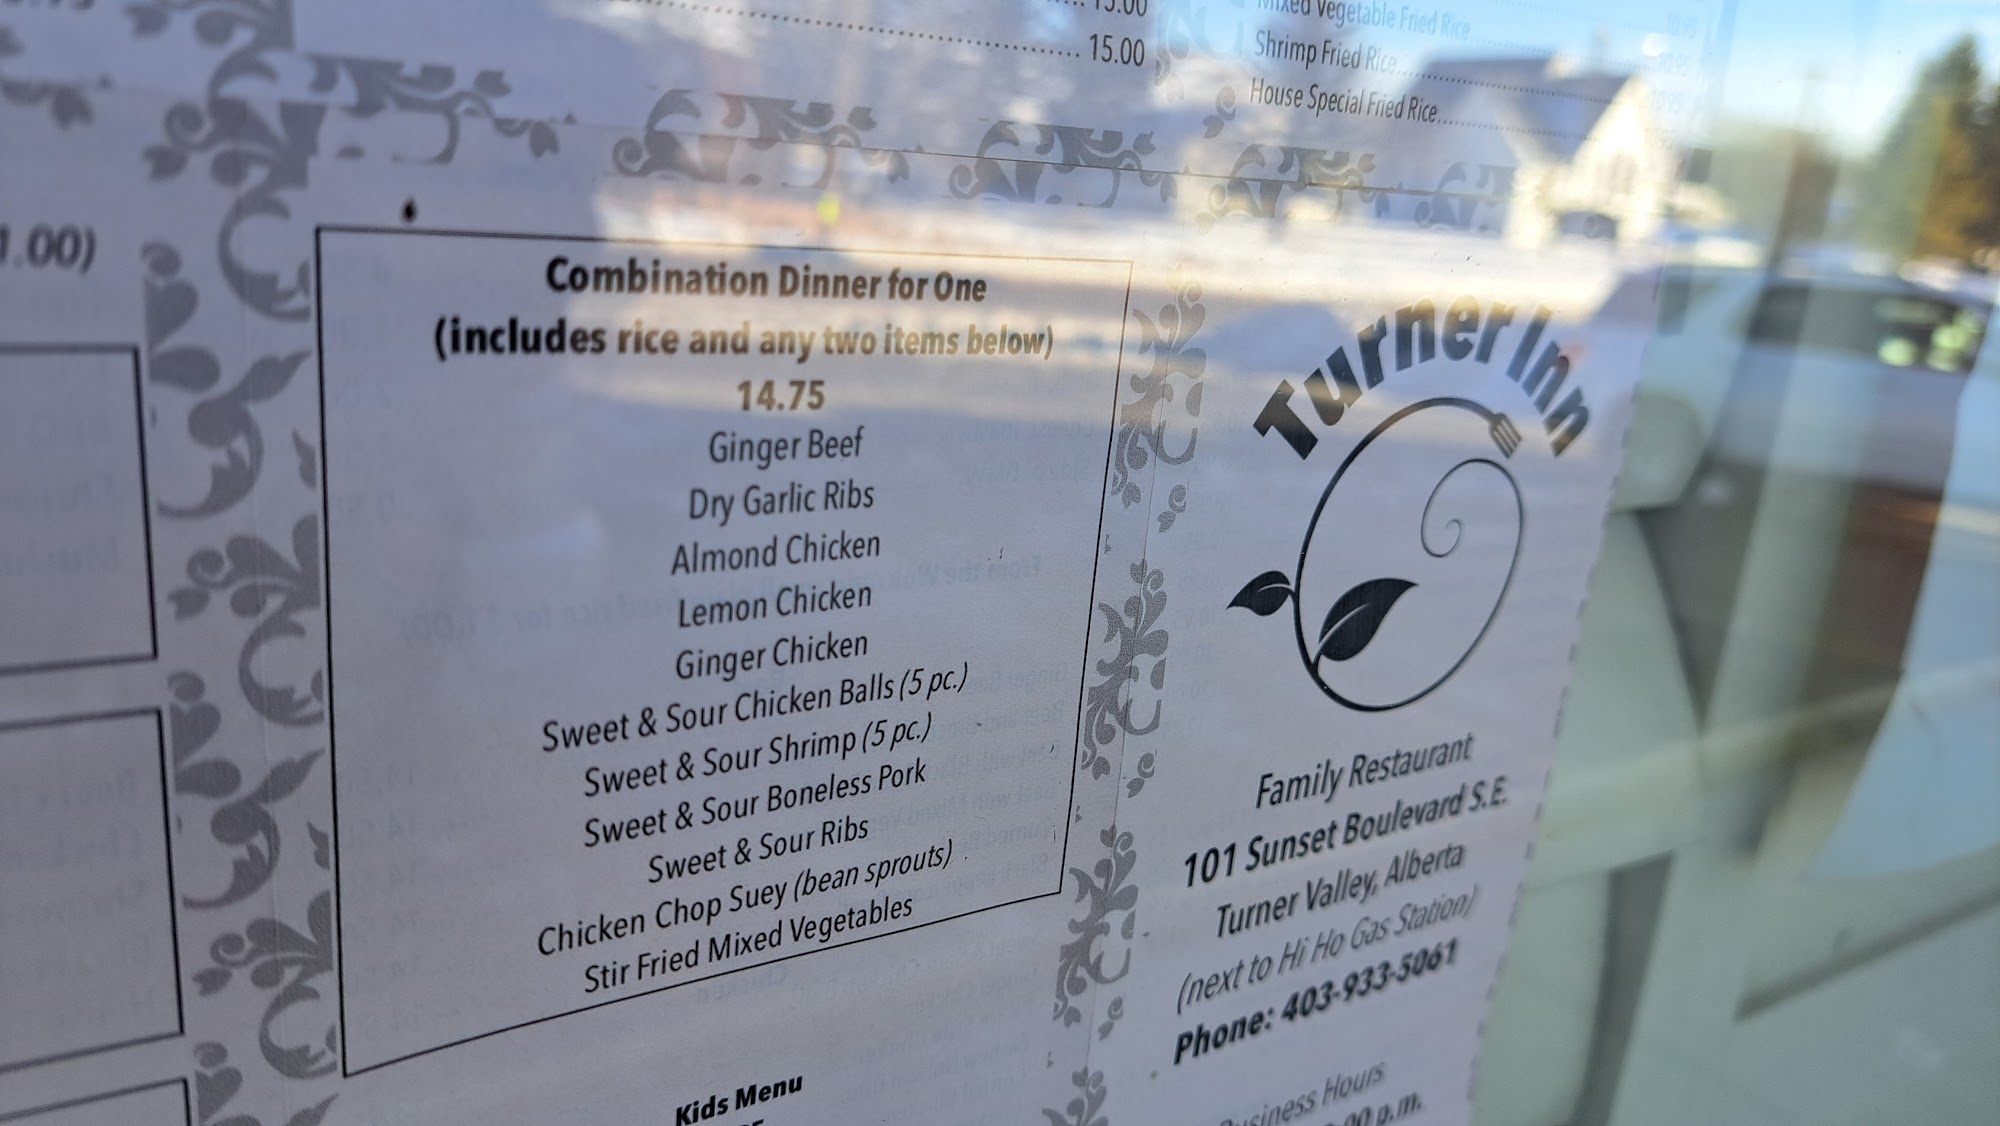 15.00
15.00
Mixed Vegetable Fried Rice
Shrimp Fried Rice
House Special Fried Rice
1.00)
Combination Dinner for One
(includes rice and any two items below)
14.75
Ginger Beef
Dry Garlic Ribs
Almond Chicken
Lemon Chicken
Ginger Chicken
Sweet & Sour Chicken Balls (5 pc.)
Sweet & Sour Shrimp (5 pc.)
Sweet & Sour Boneless Pork
Sweet & Sour Ribs
Chicken Chop Suey (bean sprouts)
Stir Fried Mixed Vegetables
Kids Menu
Turner Inn
Family Restaurant
101 Sunset Boulevard S.E.
Turner Valley, Alberta
(next to Hi Ho Gas Station)
Phone: 403-933-5061
Business Hours
p.m.